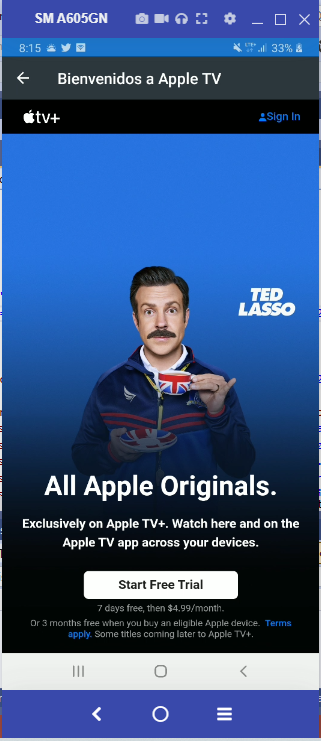 SM A605GN
8:15
LTE+
33%
Bienvenidos a Apple TV
tv+
Sign In
TED
LASSO
All Apple Originals.
Exclusively on Apple TV+. Watch here and on the
Apple TV app across your devices.
Start Free Trial
7 days free, then $4.99/month.
Or 3 months free when you buy an eligible Apple device. Terms
apply. Some titles coming later to Apple TV+.